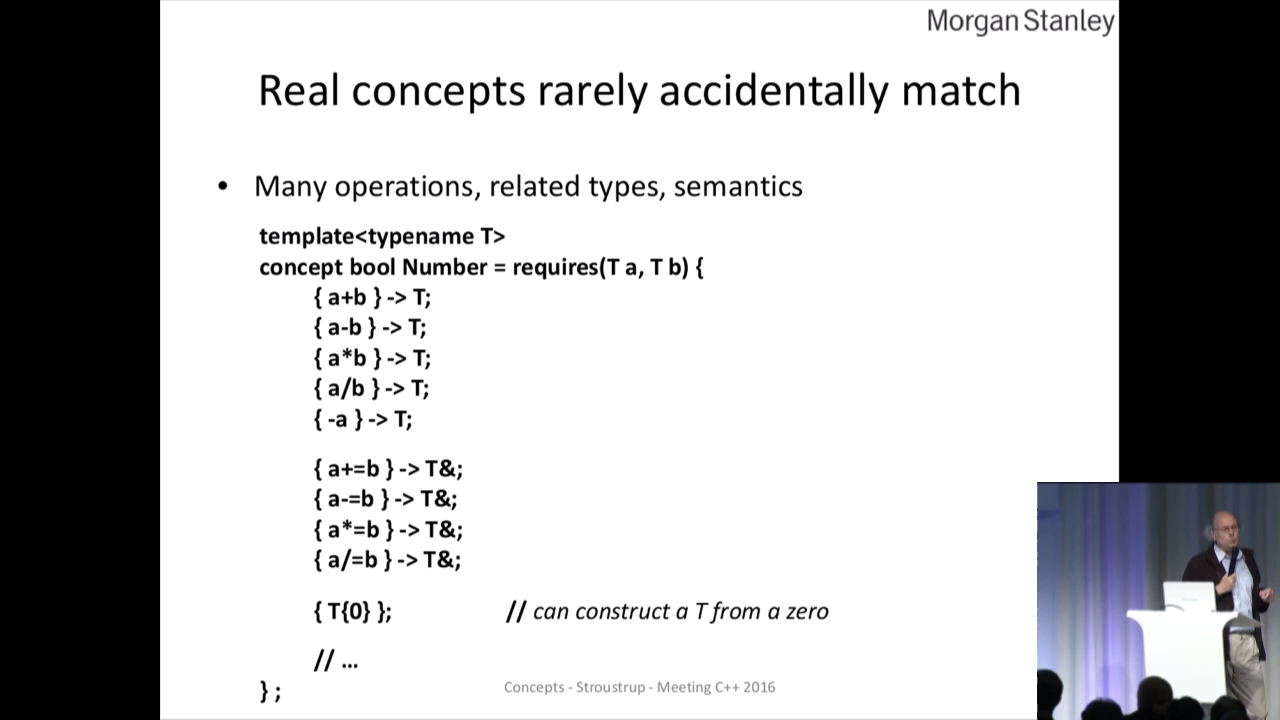 Morgan Stanley
Real concepts rarely accidentally match
• Many operations, related types, semantics
template<typename T>
concept bool Number = requires(T a, T b) {
{ a+b } -> T;
{ a-b } -> T;
{ a*b } -> T;
{ a/b } -> T;
{ -a } -> T;
{ a+=b } -> T&;
{ a-=b } -> T&;
{ a*=b } -> T&;
{ a/=b } -> T&;
{ T{0} }; // can construct a T from a zero
// …
};
Concepts - Stroustrup - Meeting C++ 2016